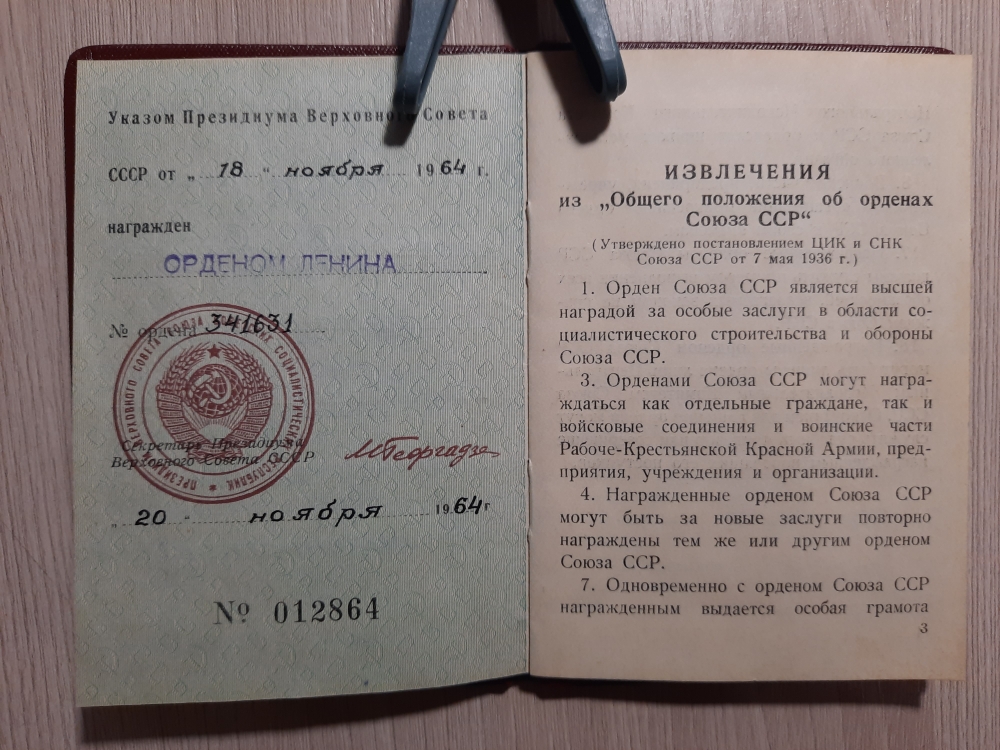 Указом Президиума Верховного Совета
СССР от „ 18 " ноября 1964 г.
награжден
ОРДЕНОМ ЛЕНИНА
№ ордена 341631
Секретарь Президиума
Верховного Совета СССР
М Георгадзе
„ 20 " ноября 1964 г
№ 012864
ИЗВЛЕЧЕНИЯ
из „Общего положения об орденах
Союза ССР“
(Утверждено постановлением ЦИК и СНК
Союза ССР от 7 мая 1936 г.)
1. Орден Союза ССР является высшей
наградой за особые заслуги в области со-
циалистического строительства и обороны
Союза ССР.
3. Орденами Союза ССР могут награ-
ждаться как отдельные граждане, так и
войсковые соединения и воинские части
Рабоче-Крестьянской Красной Армии, пред-
приятия, учреждения и организации.
4. Награжденные орденом Союза ССР
могут быть за новые заслуги повторно
награждены тем же или другим орденом
Союза ССР.
7. Одновременно с орденом Союза ССР
награжденным выдается особая грамота
3